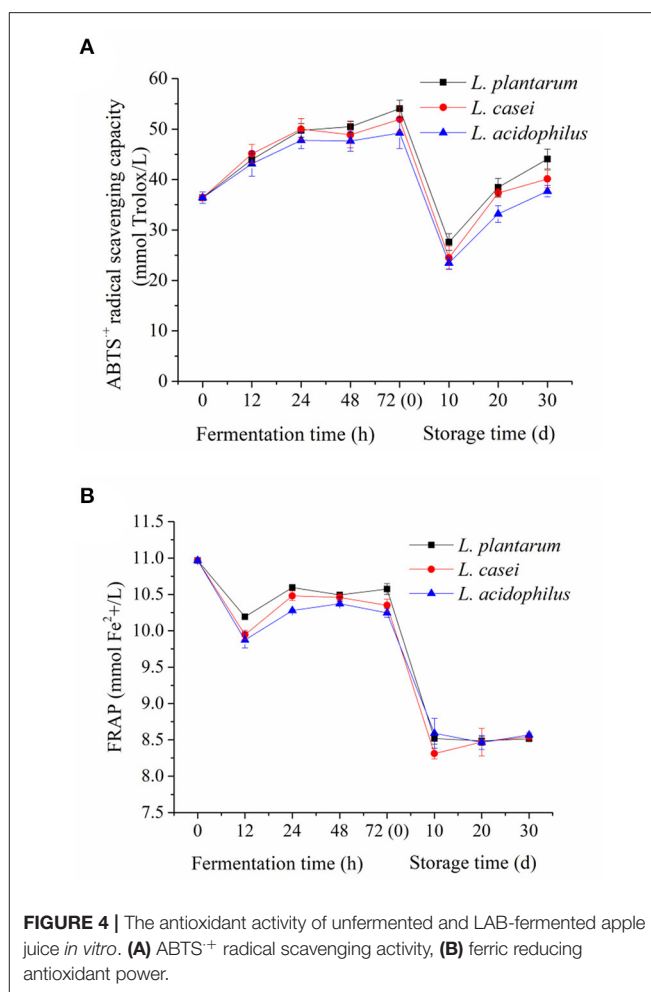 A
ABTS·+ radical scavenging capacity
(mmol Trolox/L)
60
50
40
30
20
10
0
L. plantarum
L. casei
L. acidophilus
0 12 24 48 72 (0) 10 20 30
Fermentation time (h) Storage time (d)
B
FRAP (mmol Fe2+/L)
11.5
11.0
10.5
10.0
9.5
9.0
8.5
8.0
7.5
L. plantarum
L. casei
L. acidophilus
0 12 24 48 72 (0) 10 20 30
Fermentation time (h) Storage time (d)
FIGURE 4 | The antioxidant activity of unfermented and LAB-fermented apple
juice in vitro. (A) ABTS·+ radical scavenging activity, (B) ferric reducing
antioxidant power.